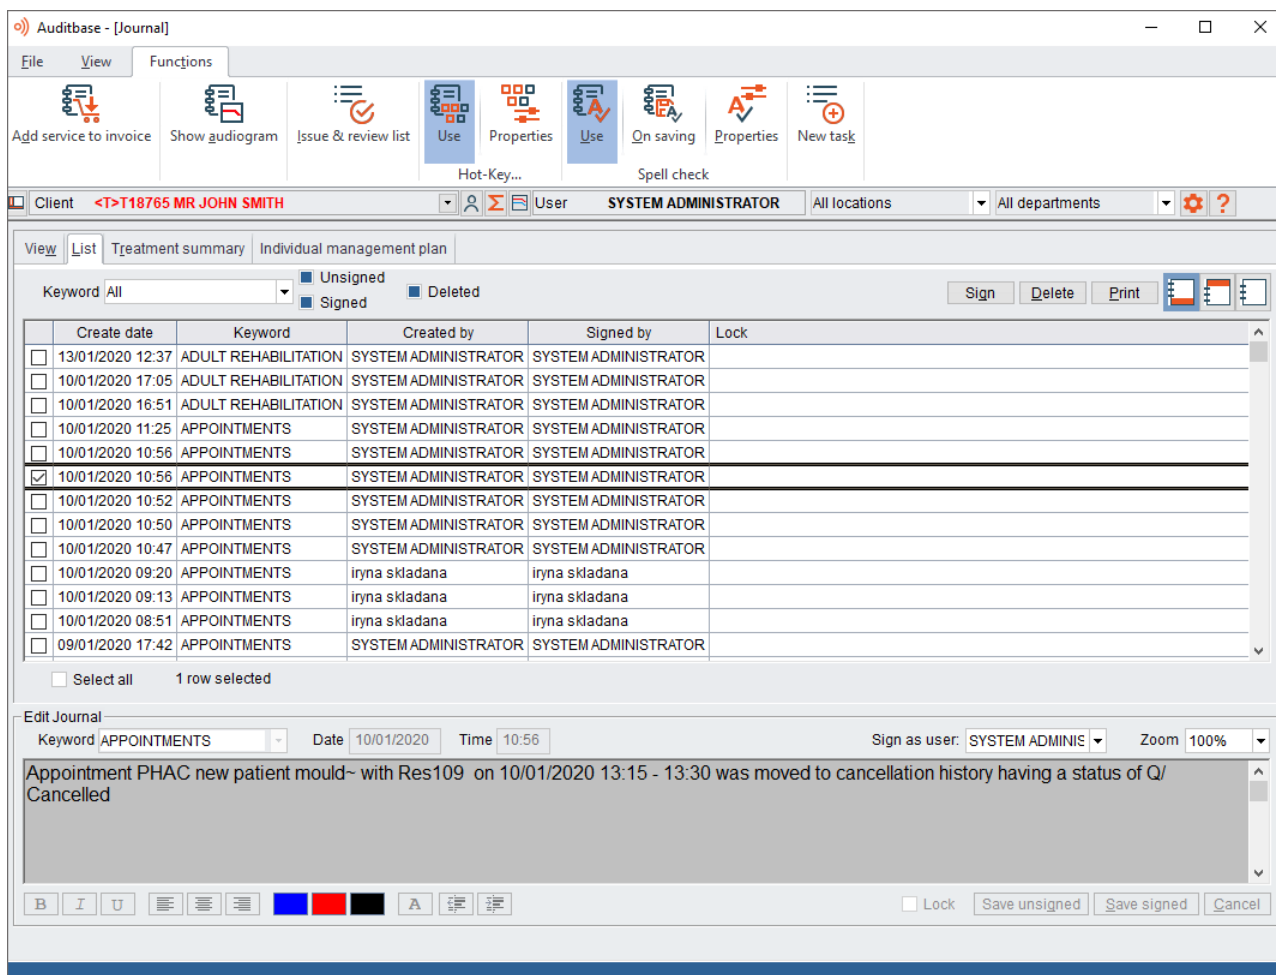 Auditbase - [Journal]
File View Functions
Add service to invoice Show audiogram Issue & review list Use Properties Use On saving Properties New task
Hot-Key... Spell check
Client <T>T18765 MR JOHN SMITH User SYSTEM ADMINISTRATOR All locations All departments
View List Treatment summary Individual management plan
Keyword All Unsigned Signed Deleted Sign Delete Print
Create date Keyword Created by Signed by Lock
13/01/2020 12:37 ADULT REHABILITATION SYSTEM ADMINISTRATOR SYSTEM ADMINISTRATOR
10/01/2020 17:05 ADULT REHABILITATION SYSTEM ADMINISTRATOR SYSTEM ADMINISTRATOR
10/01/2020 16:51 ADULT REHABILITATION SYSTEM ADMINISTRATOR SYSTEM ADMINISTRATOR
10/01/2020 11:25 APPOINTMENTS SYSTEM ADMINISTRATOR SYSTEM ADMINISTRATOR
10/01/2020 10:56 APPOINTMENTS SYSTEM ADMINISTRATOR SYSTEM ADMINISTRATOR
10/01/2020 10:56 APPOINTMENTS SYSTEM ADMINISTRATOR SYSTEM ADMINISTRATOR
10/01/2020 10:52 APPOINTMENTS SYSTEM ADMINISTRATOR SYSTEM ADMINISTRATOR
10/01/2020 10:50 APPOINTMENTS SYSTEM ADMINISTRATOR SYSTEM ADMINISTRATOR
10/01/2020 10:47 APPOINTMENTS SYSTEM ADMINISTRATOR SYSTEM ADMINISTRATOR
10/01/2020 09:20 APPOINTMENTS iryna skladana iryna skladana
10/01/2020 09:13 APPOINTMENTS iryna skladana iryna skladana
10/01/2020 08:51 APPOINTMENTS iryna skladana iryna skladana
09/01/2020 17:42 APPOINTMENTS SYSTEM ADMINISTRATOR SYSTEM ADMINISTRATOR
Select all 1 row selected
Edit Journal
Keyword APPOINTMENTS Date 10/01/2020 Time 10:56 Sign as user: SYSTEM ADMINIS Zoom 100%
Appointment PHAC new patient mould~ with Res109 on 10/01/2020 13:15 - 13:30 was moved to cancellation history having a status of Q/
Cancelled
B I U A Lock Save unsigned Save signed Cancel